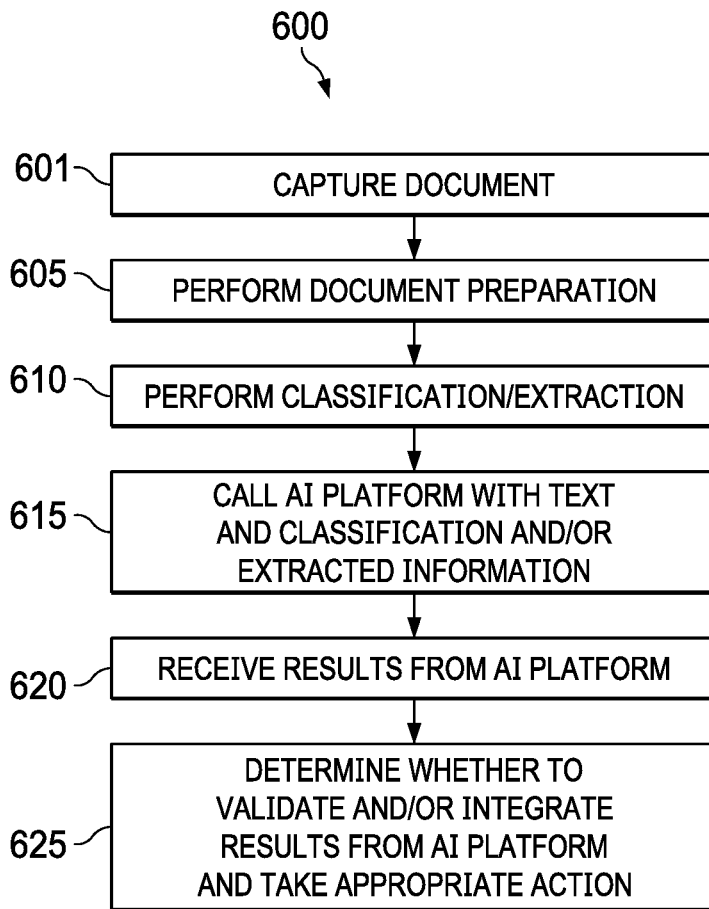 600
601
CAPTURE DOCUMENT
605
PERFORM DOCUMENT PREPARATION
610
PERFORM CLASSIFICATION/EXTRACTION
615
CALL AI PLATFORM WITH TEXT
AND CLASSIFICATION AND/OR
EXTRACTED INFORMATION
620
RECEIVE RESULTS FROM AI PLATFORM
625
DETERMINE WHETHER TO
VALIDATE AND/OR INTEGRATE
RESULTS FROM AI PLATFORM
AND TAKE APPROPRIATE ACTION